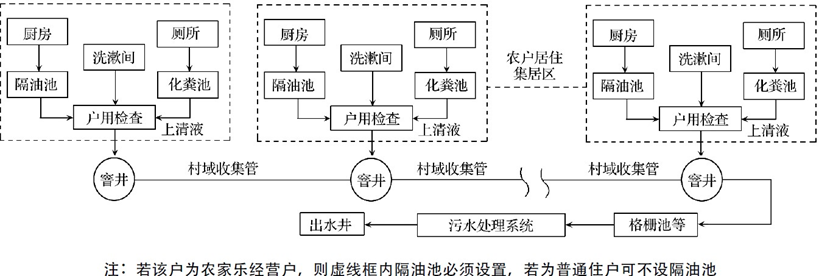 厨房 厕所 厨房 厕所 厨房 厕所
洗漱间 洗漱间 农户居住 洗漱间
集居区
隔油池 化粪池 隔油池 化粪池 隔油池 化粪池
户用检查 户用检查 户用检查
上清液 上清液 上清液
窨井 村域收集管 窨井 村域收集管 村域收集管 窨井
出水井 污水处理系统 格栅池等
注：若该户为农家乐经营户，则虚线框内隔油池必须设置，若为普通住户可不设隔油池